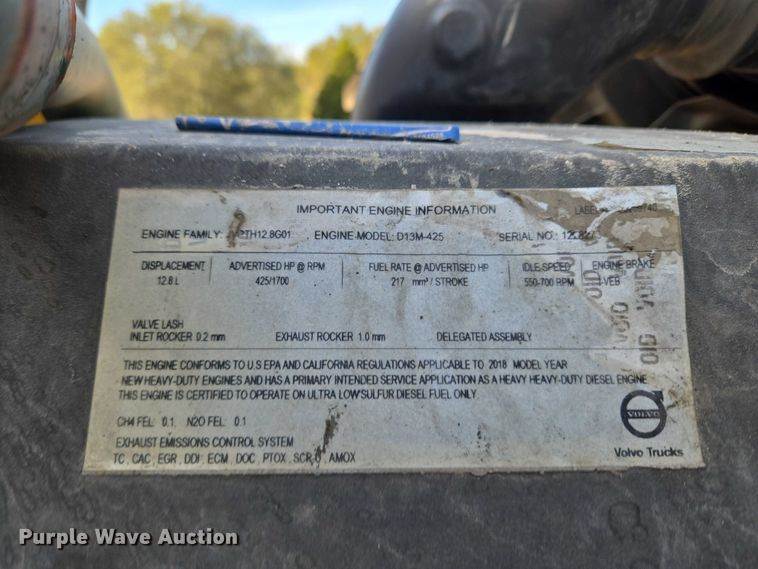 IMPORTANT ENGINE INFORMATION
ENGINE FAMILY: ENGINE MODEL: D13M-425 SERIAL NO.:
DISPLACEMENT ADVERTISED HP @ RPM FUEL RATE @ ADVERTISED HP IDLE SPEED ENGINE BRAKE
12.8 L 425/1700 217 mm³ / STROKE 550-700 RPM
VOID VOID
VALVE LASH
INLET ROCKER 0.2 mm EXHAUST ROCKER 1.0 mm DELEGATED ASSEMBLY
THIS ENGINE CONFORMS TO U.S EPA AND CALIFORNIA REGULATIONS APPLICABLE TO 2018 MODEL YEAR
NEW HEAVY-DUTY ENGINES AND HAS A PRIMARY INTENDED SERVICE APPLICATION AS A HEAVY HEAVY-DUTY DIESEL ENGINE
THIS ENGINE IS CERTIFIED TO OPERATE ON ULTRA LOW SULFUR DIESEL FUEL ONLY.
CH4 FEL: 0.1, N2O FEL: 0.1
VOLVO
EXHAUST EMISSIONS CONTROL SYSTEM
Volvo Trucks
TC, CAC, EGR, DDI, ECM, DOC, PTOX, SCR-U, AMOX
Purple Wave Auction